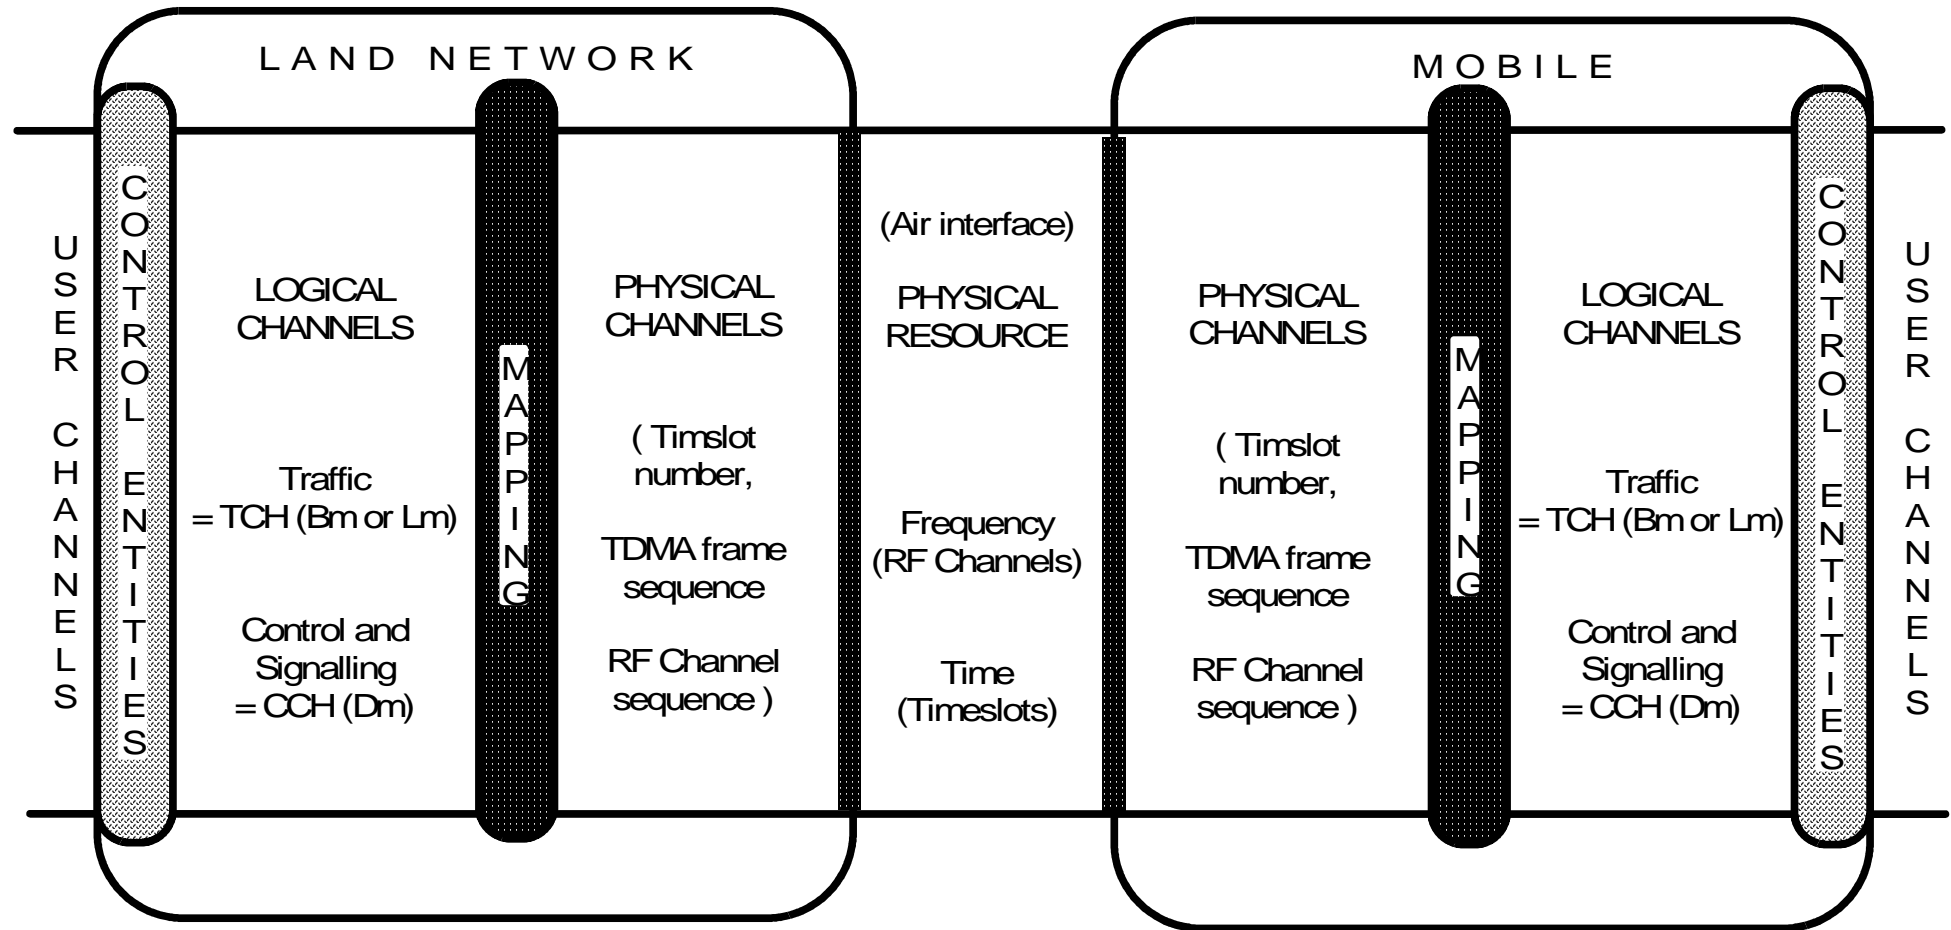 LAND NETWORK
MOBILE
USER CHANNELS
CONTROL ENTITIES
LOGICAL
CHANNELS
Traffic
= TCH (Bm or Lm)
Control and
Signalling
= CCH (Dm)
MAPPING
PHYSICAL
CHANNELS
( Timslot
number,
TDMA frame
sequence
RF Channel
sequence )
(Air interface)
PHYSICAL
RESOURCE
Frequency
(RF Channels)
Time
(Timeslots)
PHYSICAL
CHANNELS
( Timslot
number,
TDMA frame
sequence
RF Channel
sequence )
MAPPING
LOGICAL
CHANNELS
Traffic
= TCH (Bm or Lm)
Control and
Signalling
= CCH (Dm)
CONTROL ENTITIES
USER CHANNELS